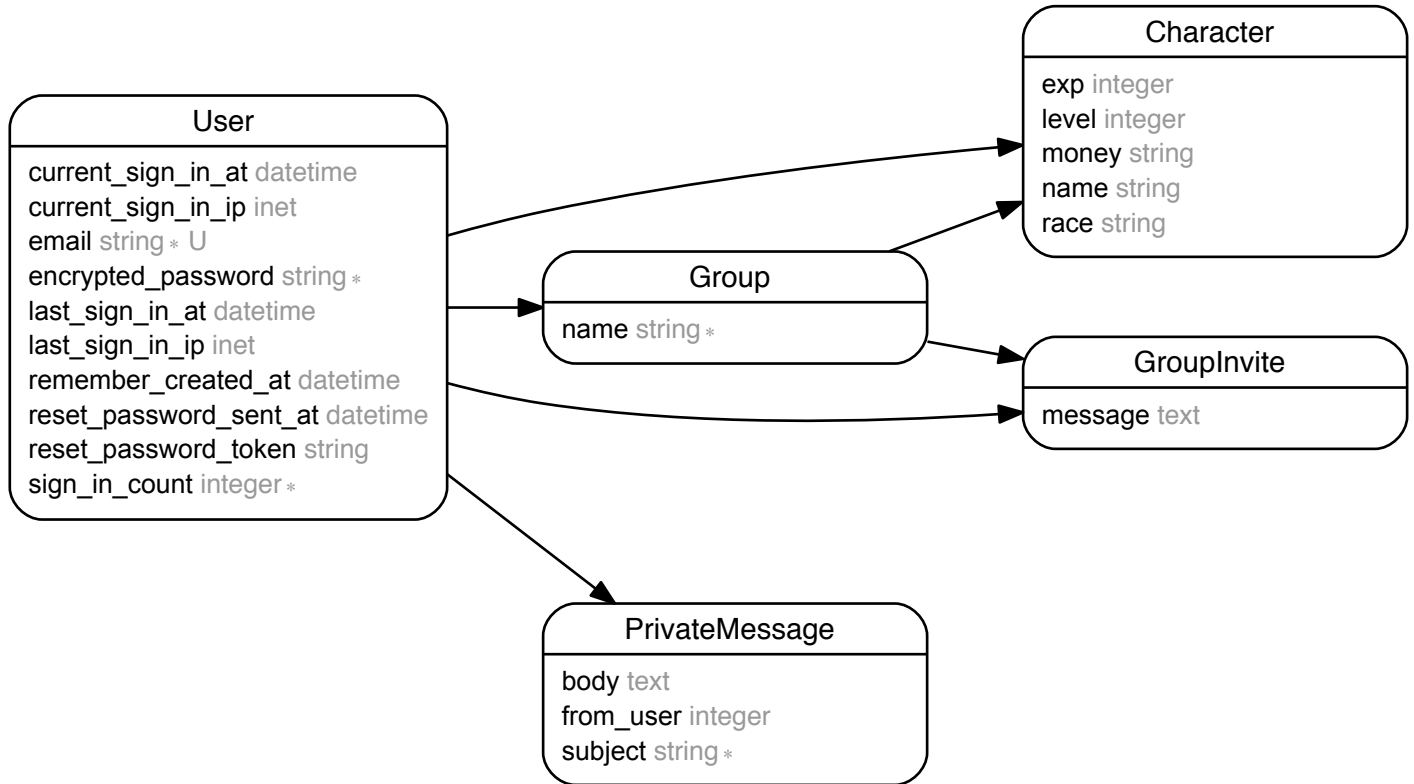 User
current_sign_in_at datetime
current_sign_in_ip inet
email string * U
encrypted_password string *
last_sign_in_at datetime
last_sign_in_ip inet
remember_created_at datetime
reset_password_sent_at datetime
reset_password_token string
sign_in_count integer *
Group
name string *
Character
exp integer
level integer
money string
name string
race string
GroupInvite
message text
PrivateMessage
body text
from_user integer
subject string *